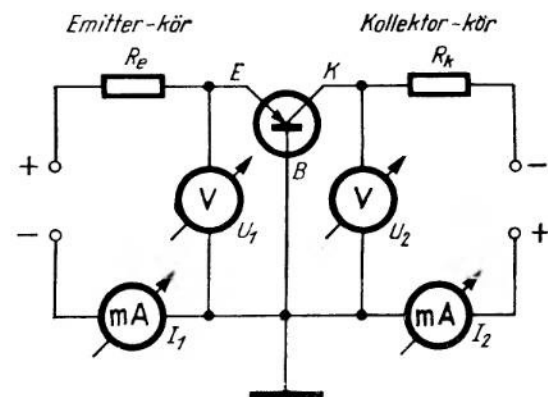 Emitter-kör
Kollektor-kör
Re
E
K
Rk
B
+
-
V
U1
V
U2
-
+
mA
I1
mA
I2